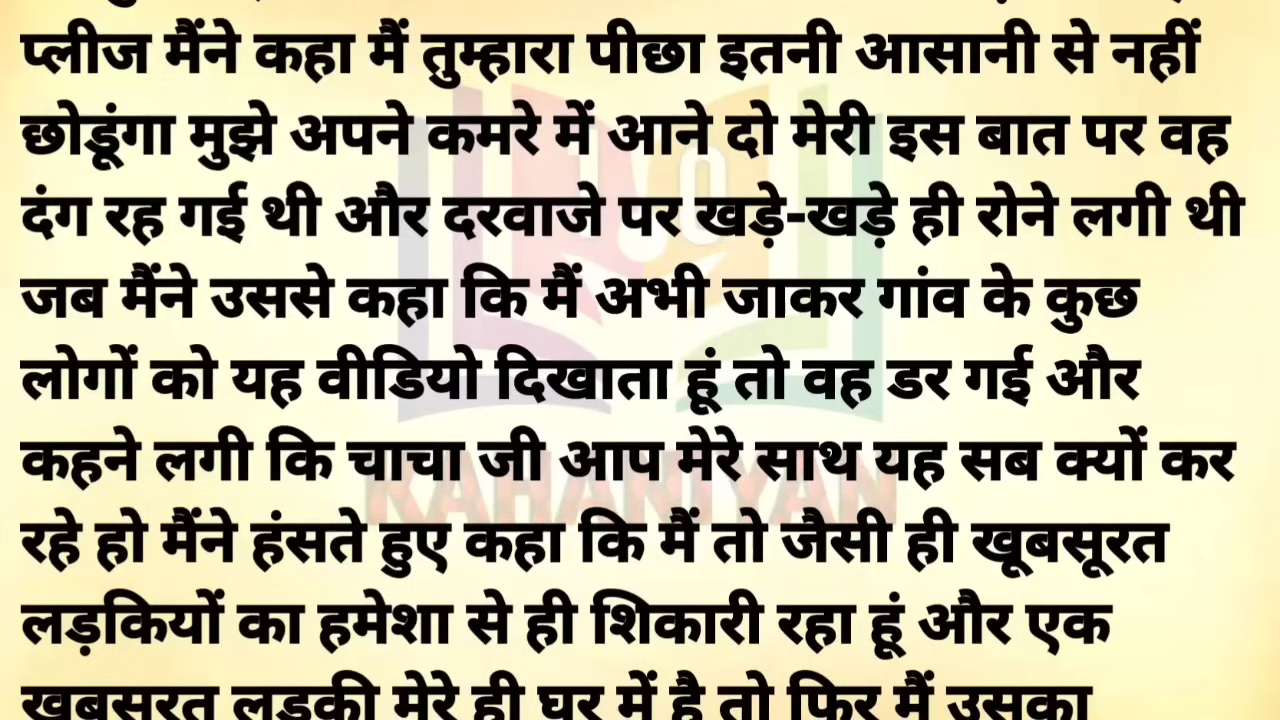 प्लीज मैंने कहा मैं तुम्हारा पीछा इतनी आसानी से नहीं
छोडूंगा मुझे अपने कमरे में आने दो मेरी इस बात पर वह
दंग रह गई थी और दरवाजे पर खड़े-खड़े ही रोने लगी थी
जब मैंने उससे कहा कि मैं अभी जाकर गांव के कुछ
लोगों को यह वीडियो दिखाता हूं तो वह डर गई और
कहने लगी कि चाचा जी आप मेरे साथ यह सब क्यों कर
रहे हो मैंने हंसते हुए कहा कि मैं तो जैसी ही खूबसूरत
लड़कियों का हमेशा से ही शिकारी रहा हूं और एक
खूबसूरत लड़की मेरे ही घर में है तो फिर मैं उसका
KAHANIYAN